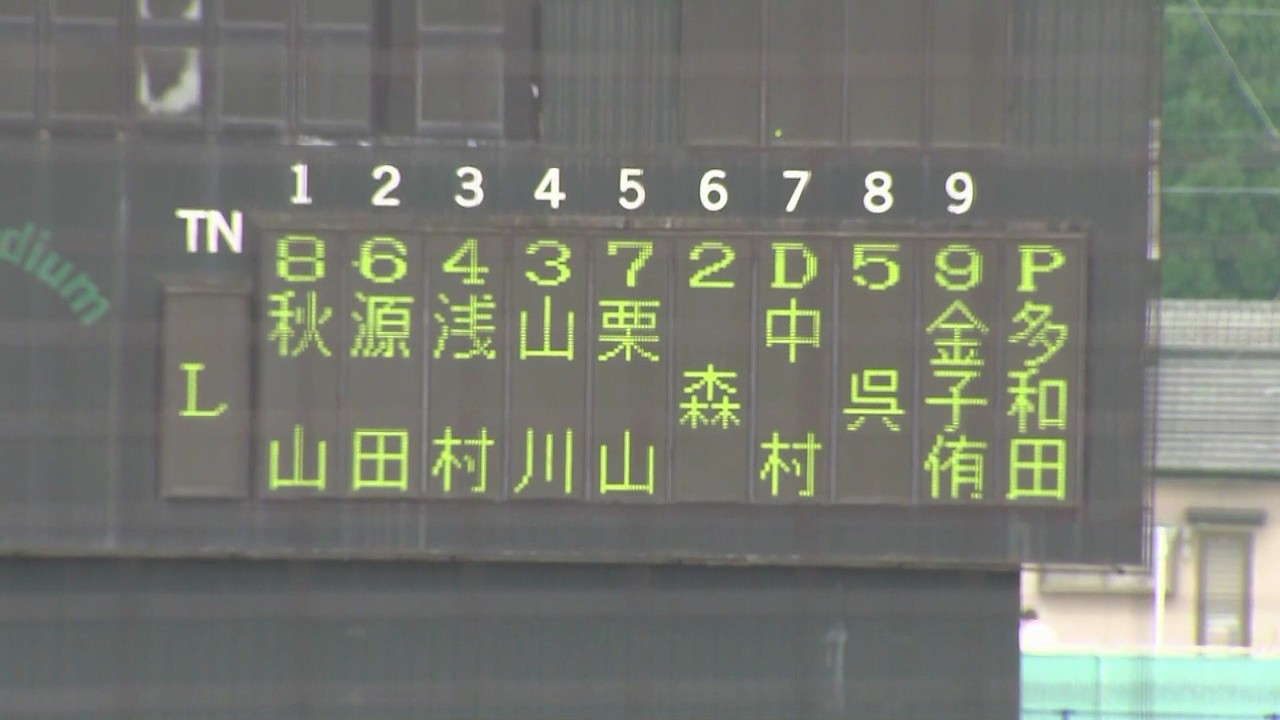 dium
1 2 3 4 5 6 7 8 9
TN
8 6 4 3 7 2 D 5 9 P
L
秋山
源田
浅村
山川
栗山
森
中村
呉
金子侑
多和田